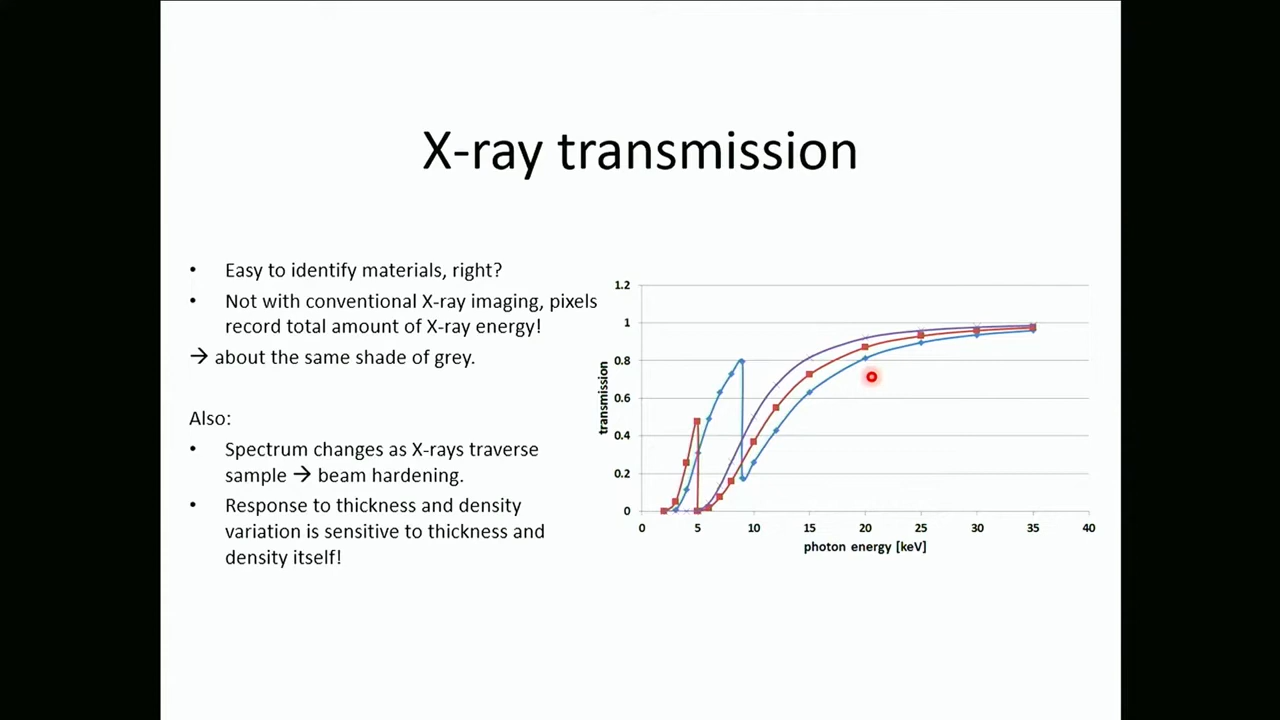 X-ray transmission
• Easy to identify materials, right?
• Not with conventional X-ray imaging, pixels
record total amount of X-ray energy!
→ about the same shade of grey.
Also:
• Spectrum changes as X-rays traverse
sample → beam hardening.
• Response to thickness and density
variation is sensitive to thickness and
density itself!
1.2
1
0.8
0.6
0.4
0.2
0
transmission
0 5 10 15 20 25 30 35 40
photon energy [keV]